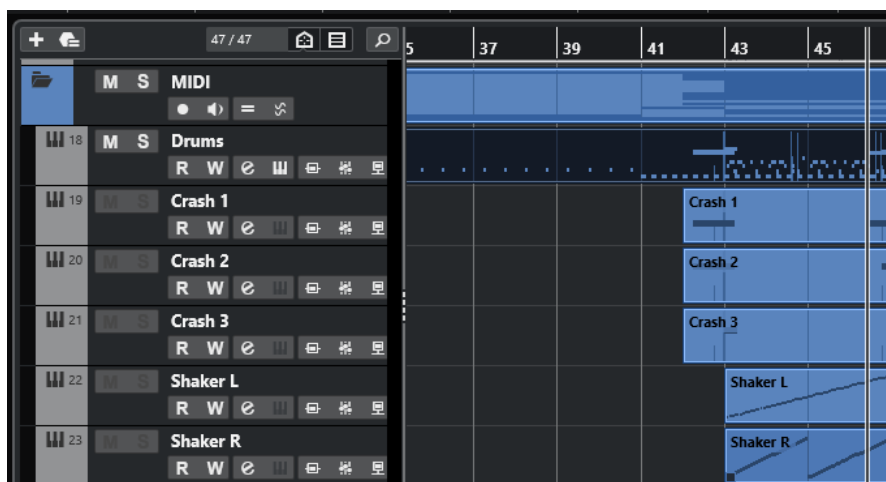 47 / 47
5 37 39 41 43 45
M S MIDI
18 M S Drums
R W e
19 M S Crash 1
R W e
20 M S Crash 2
R W e
21 M S Crash 3
R W e
22 M S Shaker L
R W e
23 M S Shaker R
R W e
Crash 1
Crash 2
Crash 3
Shaker L
Shaker R